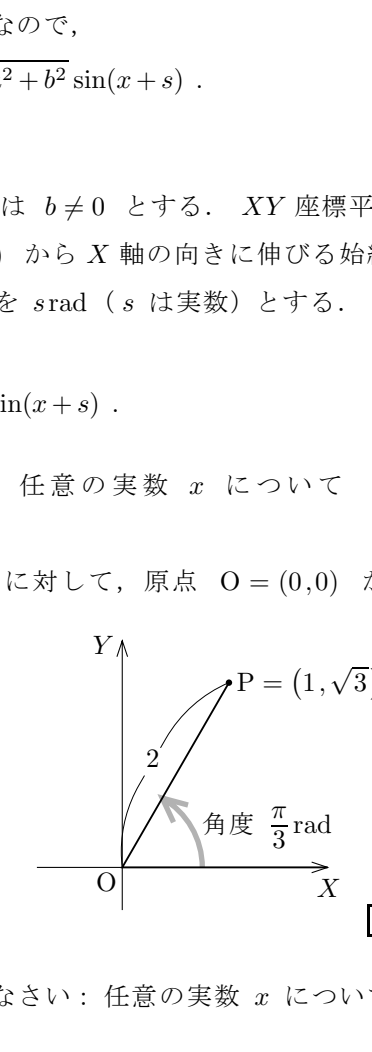 なので，
² + b² sin(x + s) ．
は b ≠ 0 とする． XY 座標平
) から X 軸の向きに伸びる始
を s rad （ s は実数）とする．
in(x + s) ．
任意の実数 x について
に対して，原点 O = (0,0)
Y
P = (1, √3)
2
角度 π/3 rad
O
X
なさい： 任意の実数 x につい